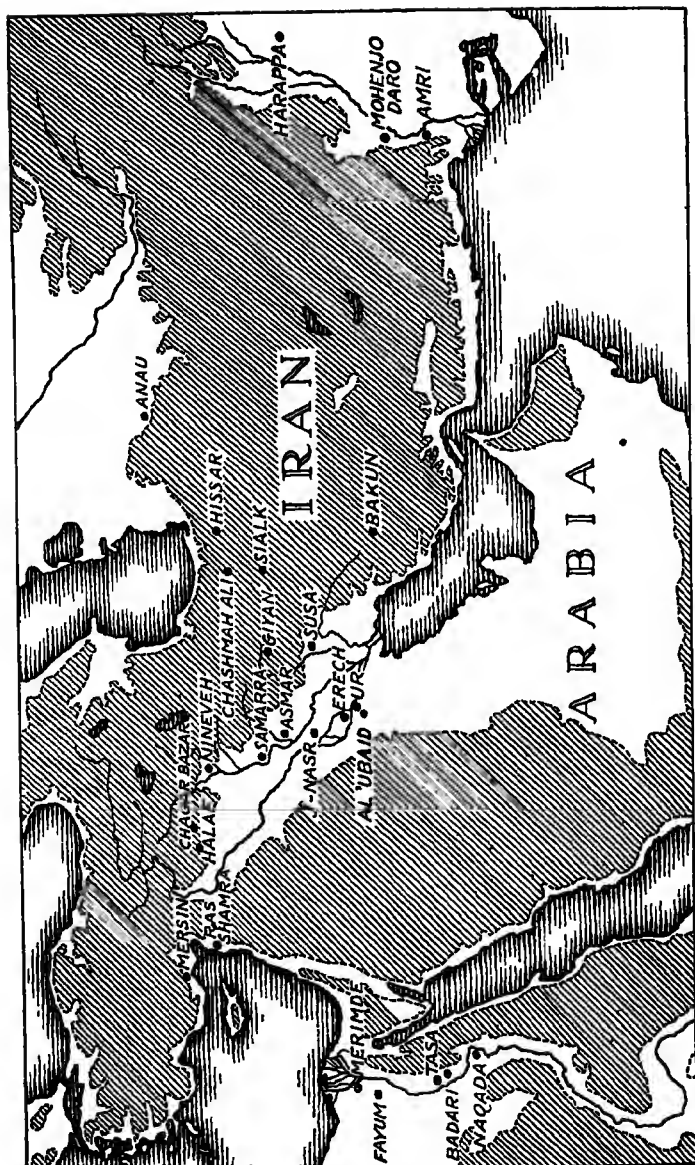 ANAU
MERSIN
CHAGAR BAZAR
RAS
SHAMRA
HALAF
NINEVEH
HISSAR
CHASHMAH ALI
SIALK
SAMARRA
GIYAN
HARAPPA
ASMAR
IRAN
SUSA
J-NASR
ERECH
UR
AL 'UBAID
BAKUN
FAYUM
MOHENJO
DARO
AMRI
TASA
BADARI
NAQADA
ARABIA